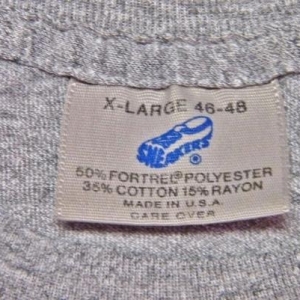 X-LARGE 46-48
SNEAKERS ®
50% FORTREL® POLYESTER
35% COTTON 15% RAYON
MADE IN U.S.A.
CARE OVER